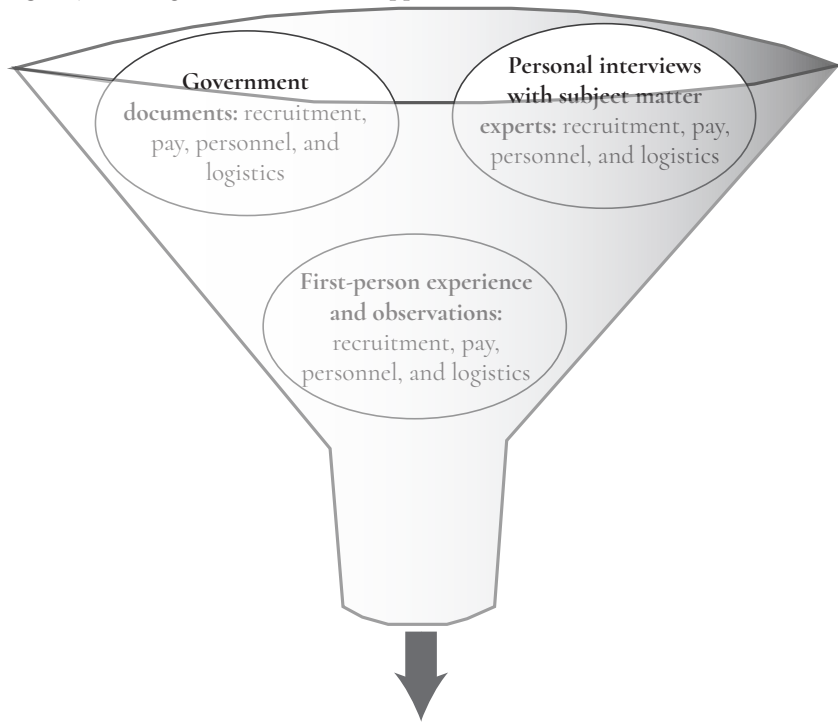 Government
documents: recruitment,
pay, personnel, and
logistics
Personal interviews
with subject matter
experts: recruitment, pay,
personnel, and logistics
First-person experience
and observations:
recruitment, pay,
personnel, and logistics